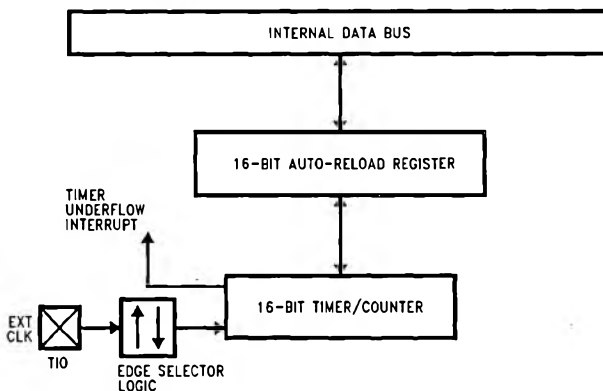 INTERNAL DATA BUS
16-BIT AUTO-RELOAD REGISTER
TIMER
UNDERFLOW
INTERRUPT
16-BIT TIMER/COUNTER
EXT
CLK
TIO
EDGE SELECTOR
LOGIC